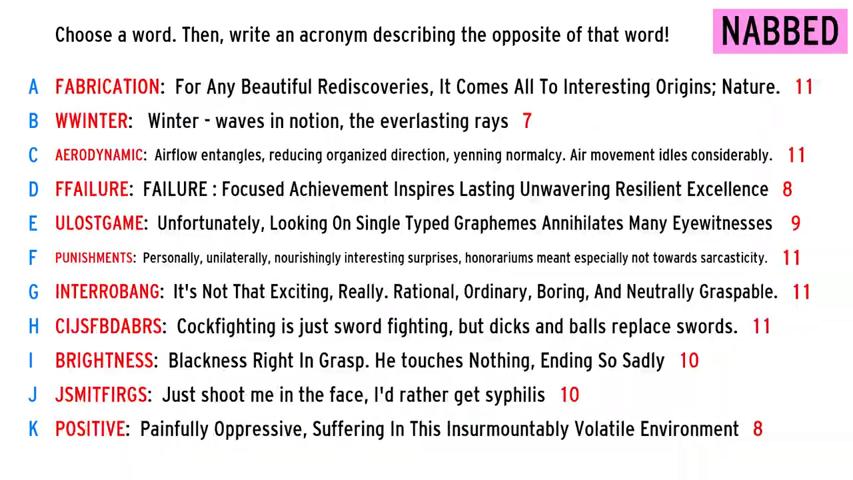 Choose a word. Then, write an acronym describing the opposite of that word!
NABBED
A FABRICATION: For Any Beautiful Rediscoveries, It Comes All To Interesting Origins; Nature. 11
B WWINTER: Winter - waves in notion, the everlasting rays 7
C AERODYNAMIC: Airflow entangles, reducing organized direction, yenning normalcy. Air movement idles considerably. 11
D FFAILURE: FAILURE : Focused Achievement Inspires Lasting Unwavering Resilient Excellence 8
E ULOSTGAME: Unfortunately, Looking On Single Typed Graphemes Annihilates Many Eyewitnesses 9
F PUNISHMENTS: Personally, unilaterally, nourishingly interesting surprises, honorariums meant especially not towards sarcasticity. 11
G INTERROBANG: It's Not That Exciting, Really. Rational, Ordinary, Boring, And Neutrally Graspable. 11
H CIJSFBDABRS: Cockfighting is just sword fighting, but dicks and balls replace swords. 11
I BRIGHTNESS: Blackness Right In Grasp. He touches Nothing, Ending So Sadly 10
J JSMITFIRGS: Just shoot me in the face, I'd rather get syphilis 10
K POSITIVE: Painfully Oppressive, Suffering In This Insurmountably Volatile Environment 8